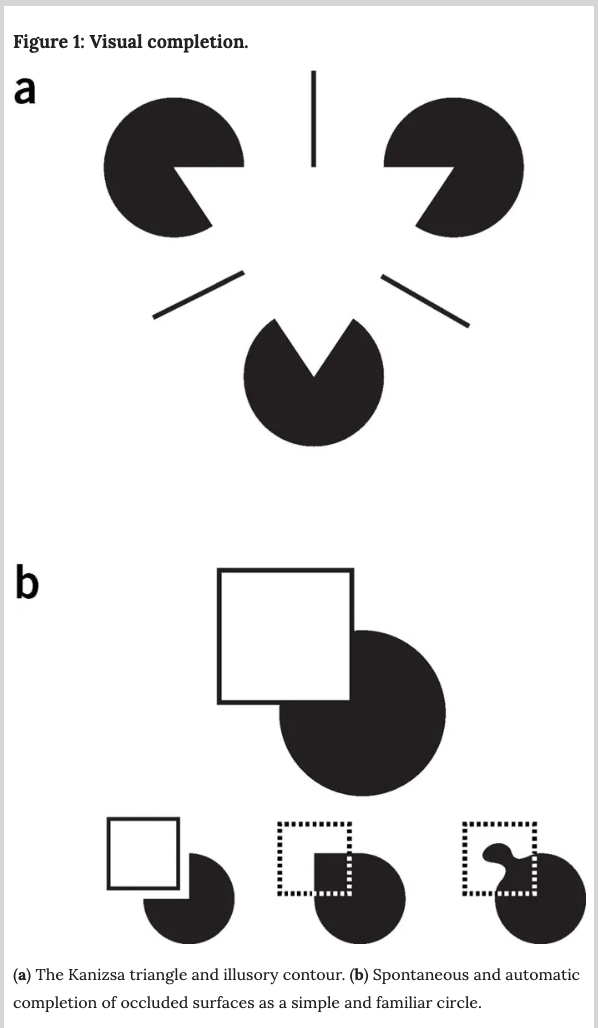 Figure 1: Visual completion.
a
b
(a) The Kanizsa triangle and illusory contour. (b) Spontaneous and automatic
completion of occluded surfaces as a simple and familiar circle.